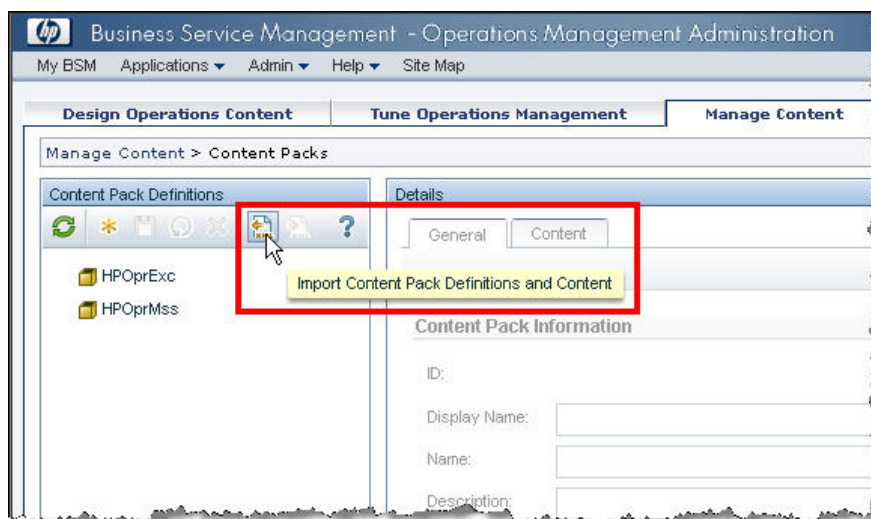 hp Business Service Management - Operations Management Administration
My BSM Applications Admin Help Site Map
Design Operations Content Tune Operations Management Manage Content
Manage Content > Content Packs
Content Pack Definitions
Details
?
General Content
HPOprExc
Import Content Pack Definitions and Content
HPOprMss
Content Pack Information
ID:
Display Name:
Name:
Description: